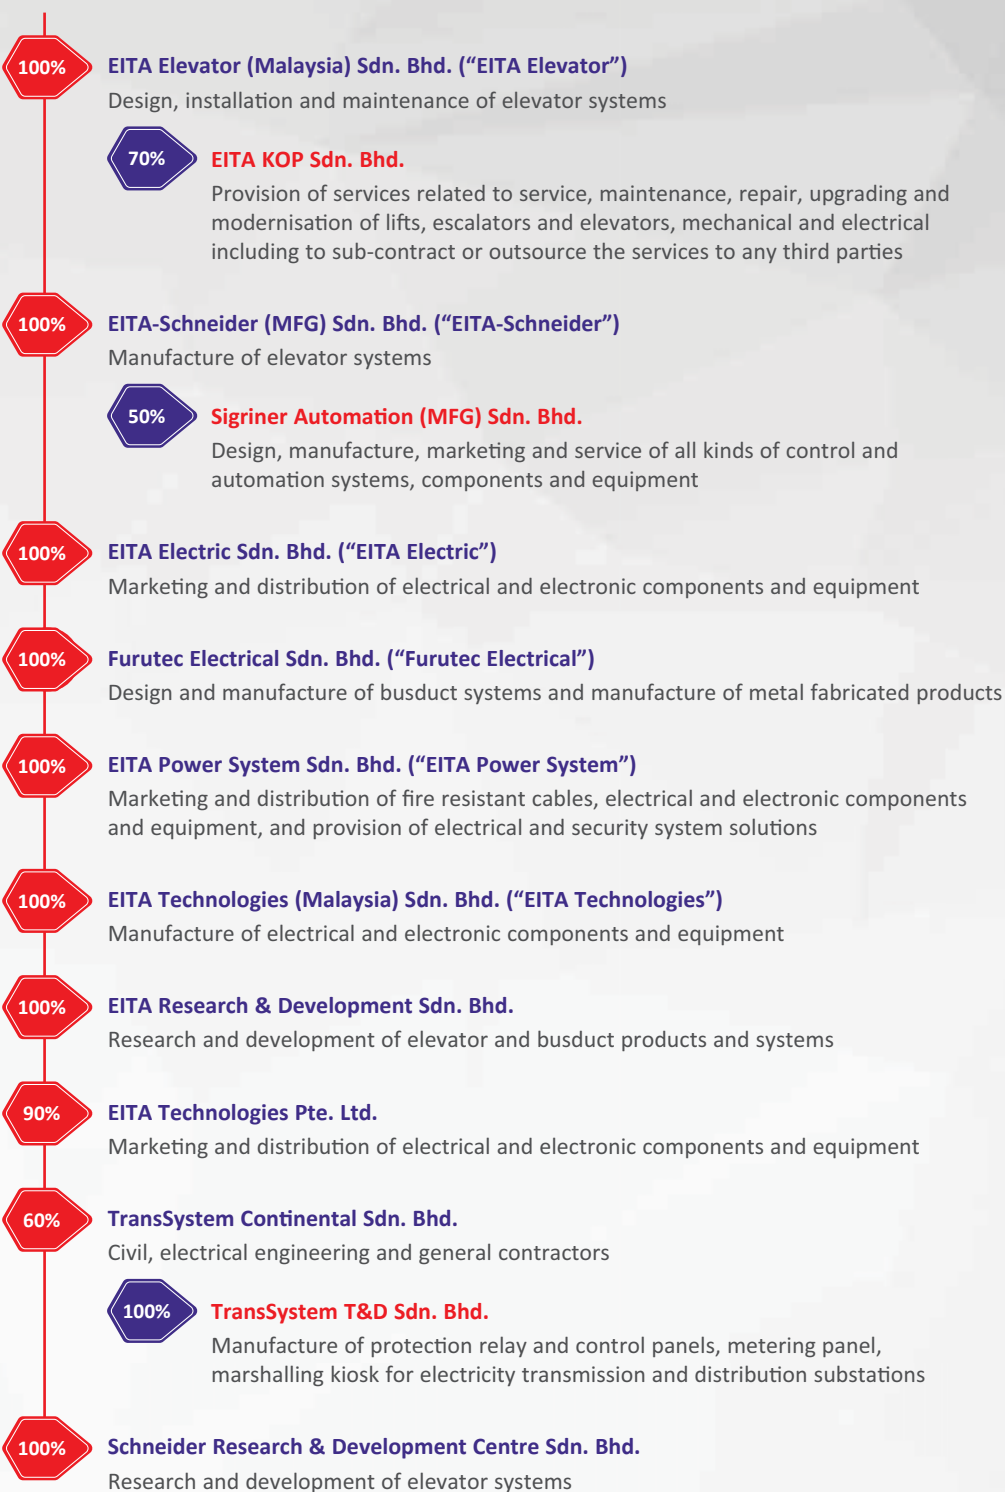 100%
EITA Elevator (Malaysia) Sdn. Bhd. (“EITA Elevator”)
Design, installation and maintenance of elevator systems
70%
EITA KOP Sdn. Bhd.
Provision of services related to service, maintenance, repair, upgrading and
modernisation of lifts, escalators and elevators, mechanical and electrical
including to sub-contract or outsource the services to any third parties
100%
EITA-Schneider (MFG) Sdn. Bhd. (“EITA-Schneider”)
Manufacture of elevator systems
50%
Sigriner Automation (MFG) Sdn. Bhd.
Design, manufacture, marketing and service of all kinds of control and
automation systems, components and equipment
100%
EITA Electric Sdn. Bhd. (“EITA Electric”)
Marketing and distribution of electrical and electronic components and equipment
100%
Furutec Electrical Sdn. Bhd. (“Furutec Electrical”)
Design and manufacture of busduct systems and manufacture of metal fabricated products
100%
EITA Power System Sdn. Bhd. (“EITA Power System”)
Marketing and distribution of fire resistant cables, electrical and electronic components
and equipment, and provision of electrical and security system solutions
100%
EITA Technologies (Malaysia) Sdn. Bhd. (“EITA Technologies”)
Manufacture of electrical and electronic components and equipment
100%
EITA Research & Development Sdn. Bhd.
Research and development of elevator and busduct products and systems
90%
EITA Technologies Pte. Ltd.
Marketing and distribution of electrical and electronic components and equipment
60%
TransSystem Continental Sdn. Bhd.
Civil, electrical engineering and general contractors
100%
TransSystem T&D Sdn. Bhd.
Manufacture of protection relay and control panels, metering panel,
marshalling kiosk for electricity transmission and distribution substations
100%
Schneider Research & Development Centre Sdn. Bhd.
Research and development of elevator systems